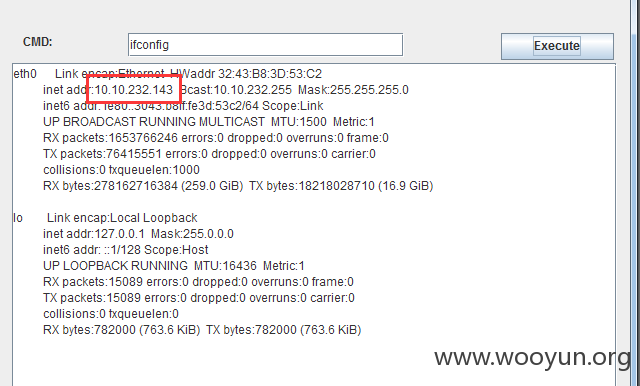 CMD:
ifconfig
Execute
eth0 Link encap:Ethernet HWaddr 32:43:B8:3D:53:C2
inet addr:10.10.232.143 Bcast:10.10.232.255 Mask:255.255.255.0
inet6 addr: fe80::3043:b8ff:fe3d:53c2/64 Scope:Link
UP BROADCAST RUNNING MULTICAST MTU:1500 Metric:1
RX packets:1653766246 errors:0 dropped:0 overruns:0 frame:0
TX packets:76415551 errors:0 dropped:0 overruns:0 carrier:0
collisions:0 txqueuelen:1000
RX bytes:278162716384 (259.0 GiB) TX bytes:18218028710 (16.9 GiB)
lo Link encap:Local Loopback
inet addr:127.0.0.1 Mask:255.0.0.0
inet6 addr: ::1/128 Scope:Host
UP LOOPBACK RUNNING MTU:16436 Metric:1
RX packets:15089 errors:0 dropped:0 overruns:0 frame:0
TX packets:15089 errors:0 dropped:0 overruns:0 carrier:0
collisions:0 txqueuelen:0
RX bytes:782000 (763.6 KiB) TX bytes:782000 (763.6 KiB)
www.wooyun.org